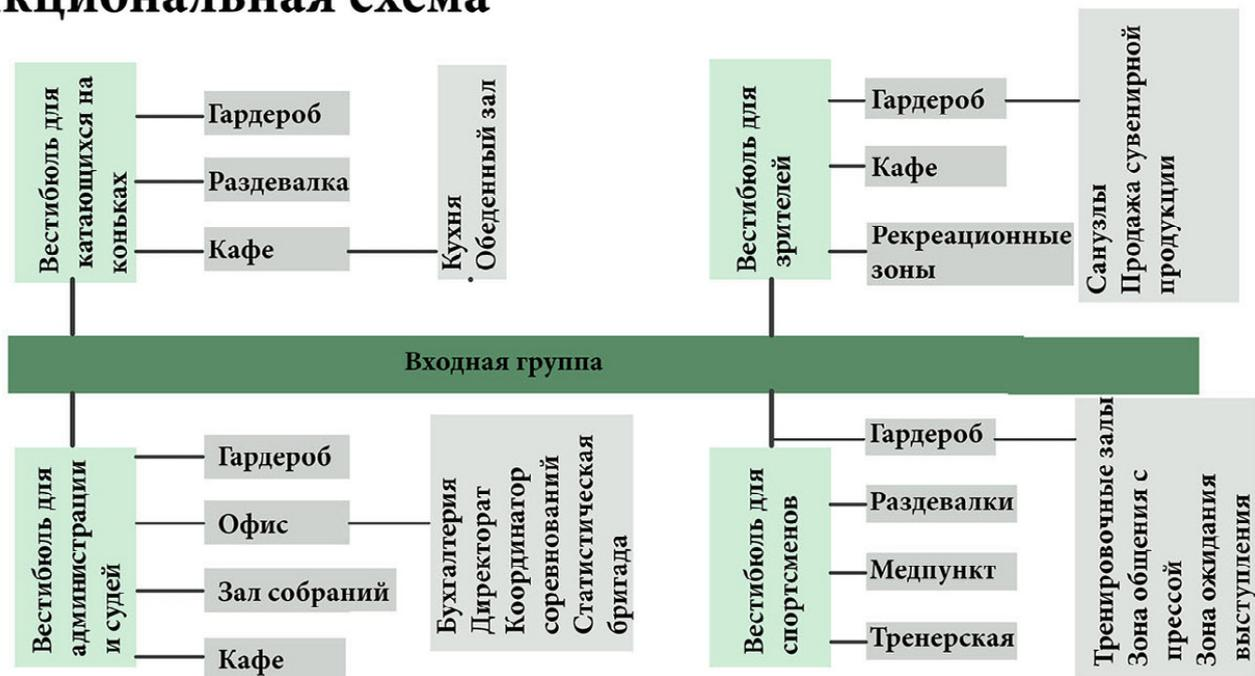 кциональная схема
Вестибюль для
катающихся на
коньках
Гардероб
Раздевалка
Кафе
Кухня
Обеденный зал
Вестибюль для
зрителей
Гардероб
Кафе
Рекреационные
зоны
Санузлы
Продажа сувенирной
продукции
Входная группа
Вестибюль для
администрации
и судей
Гардероб
Офис
Зал собраний
Кафе
Бухгалтерия
Директорат
Координатор
соревнований
Статистическая
бригада
Вестибюль для
спортсменов
Гардероб
Раздевалки
Медпункт
Тренерская
Тренировочные залы
Зона общения с
прессой
Зона ожидания
выступления